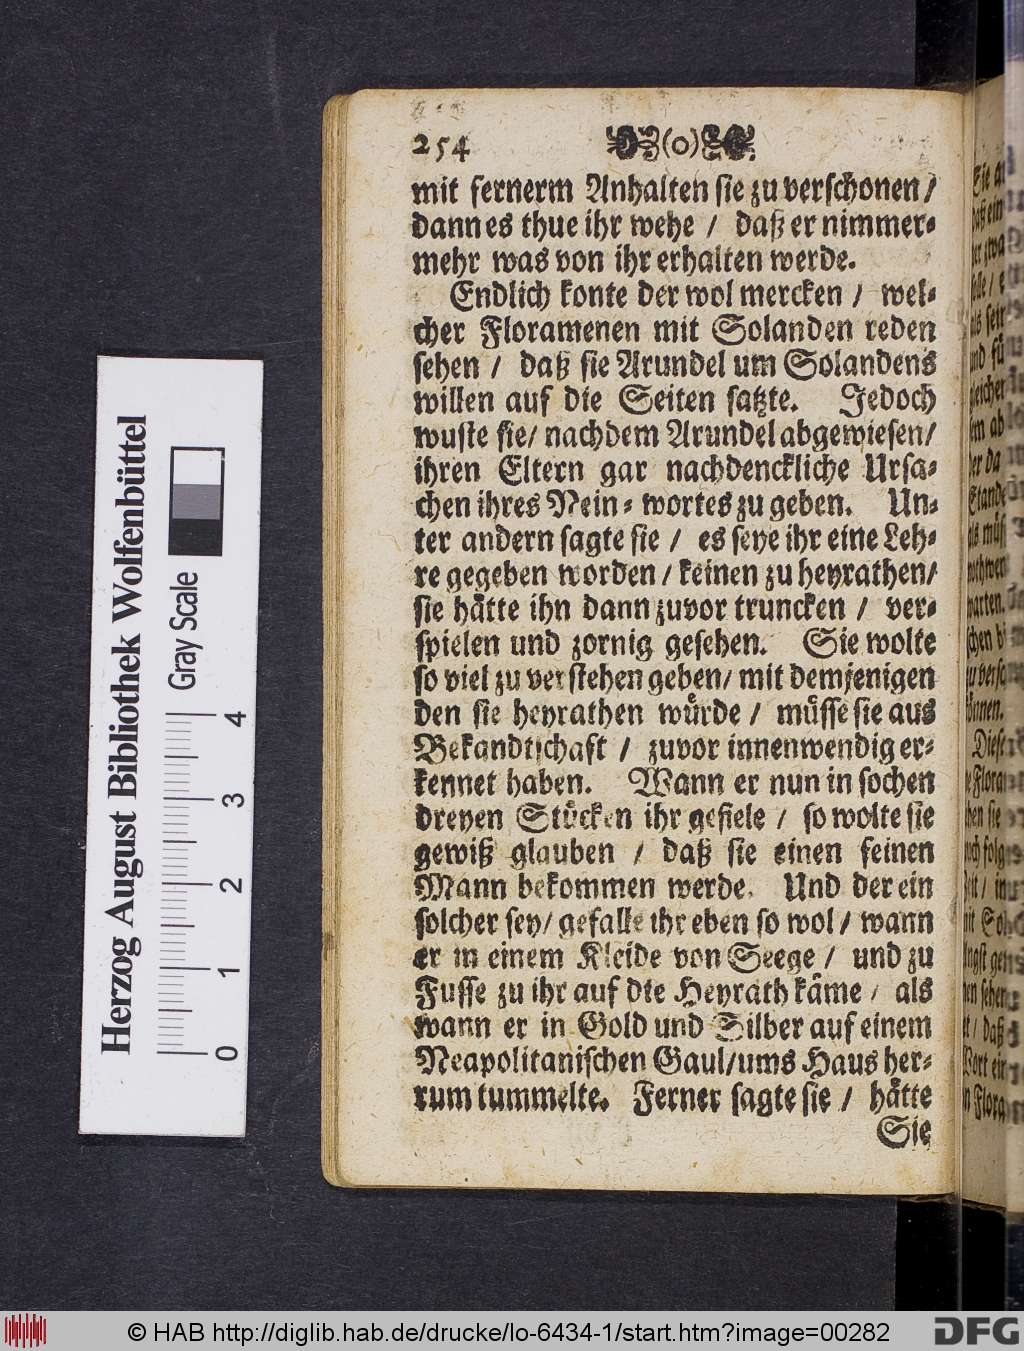 254 (o)
mit fernerm Anhalten sie zu verschonen /
dann es thue ihr wehe / daß er nimmer-
mehr was von ihr erhalten werde.
Endlich konte der wol mercken / wel-
cher Floramenen mit Solanden reden
sehen / daß sie Arundel um Solandens
willen auf die Seiten satzte. Jedoch
wuste sie / nachdem Arundel abgewiesen /
ihren Eltern gar nachdenckliche Ursa-
chen ihres Nein-wortes zu geben. Un-
ter andern sagte sie / es seye ihr eine Leh-
re gegeben worden / keinen zu heyrathen /
sie hätte ihn dann zuvor truncken / ver-
spielen und zornig gesehen. Sie wolte
so viel zu verstehen geben / mit demjenigen
den sie heyrathen würde / müsse sie aus
Bekandtschaft / zuvor innenwendig er-
kennet haben. Wann er nun in sochen
dreyen Stücken ihr gefiele / so wolte sie
gewiß glauben / daß sie einen feinen
Mann bekommen werde. Und der ein
solcher sey / gefalle ihr eben so wol / wann
er in einem Kleide von Seege / und zu
Fusse zu ihr auf die Heyrath käme / als
wann er in Gold und Silber auf einem
Neapolitanischen Gaul / ums Haus her-
rum tummelte. Ferner sagte sie / hätte
Sie
Herzog August Bibliothek Wolfenbüttel
Gray Scale
0 1 2 3 4
© HAB http://diglib.hab.de/drucke/lo-6434-1/start.htm?image=00282
DFG